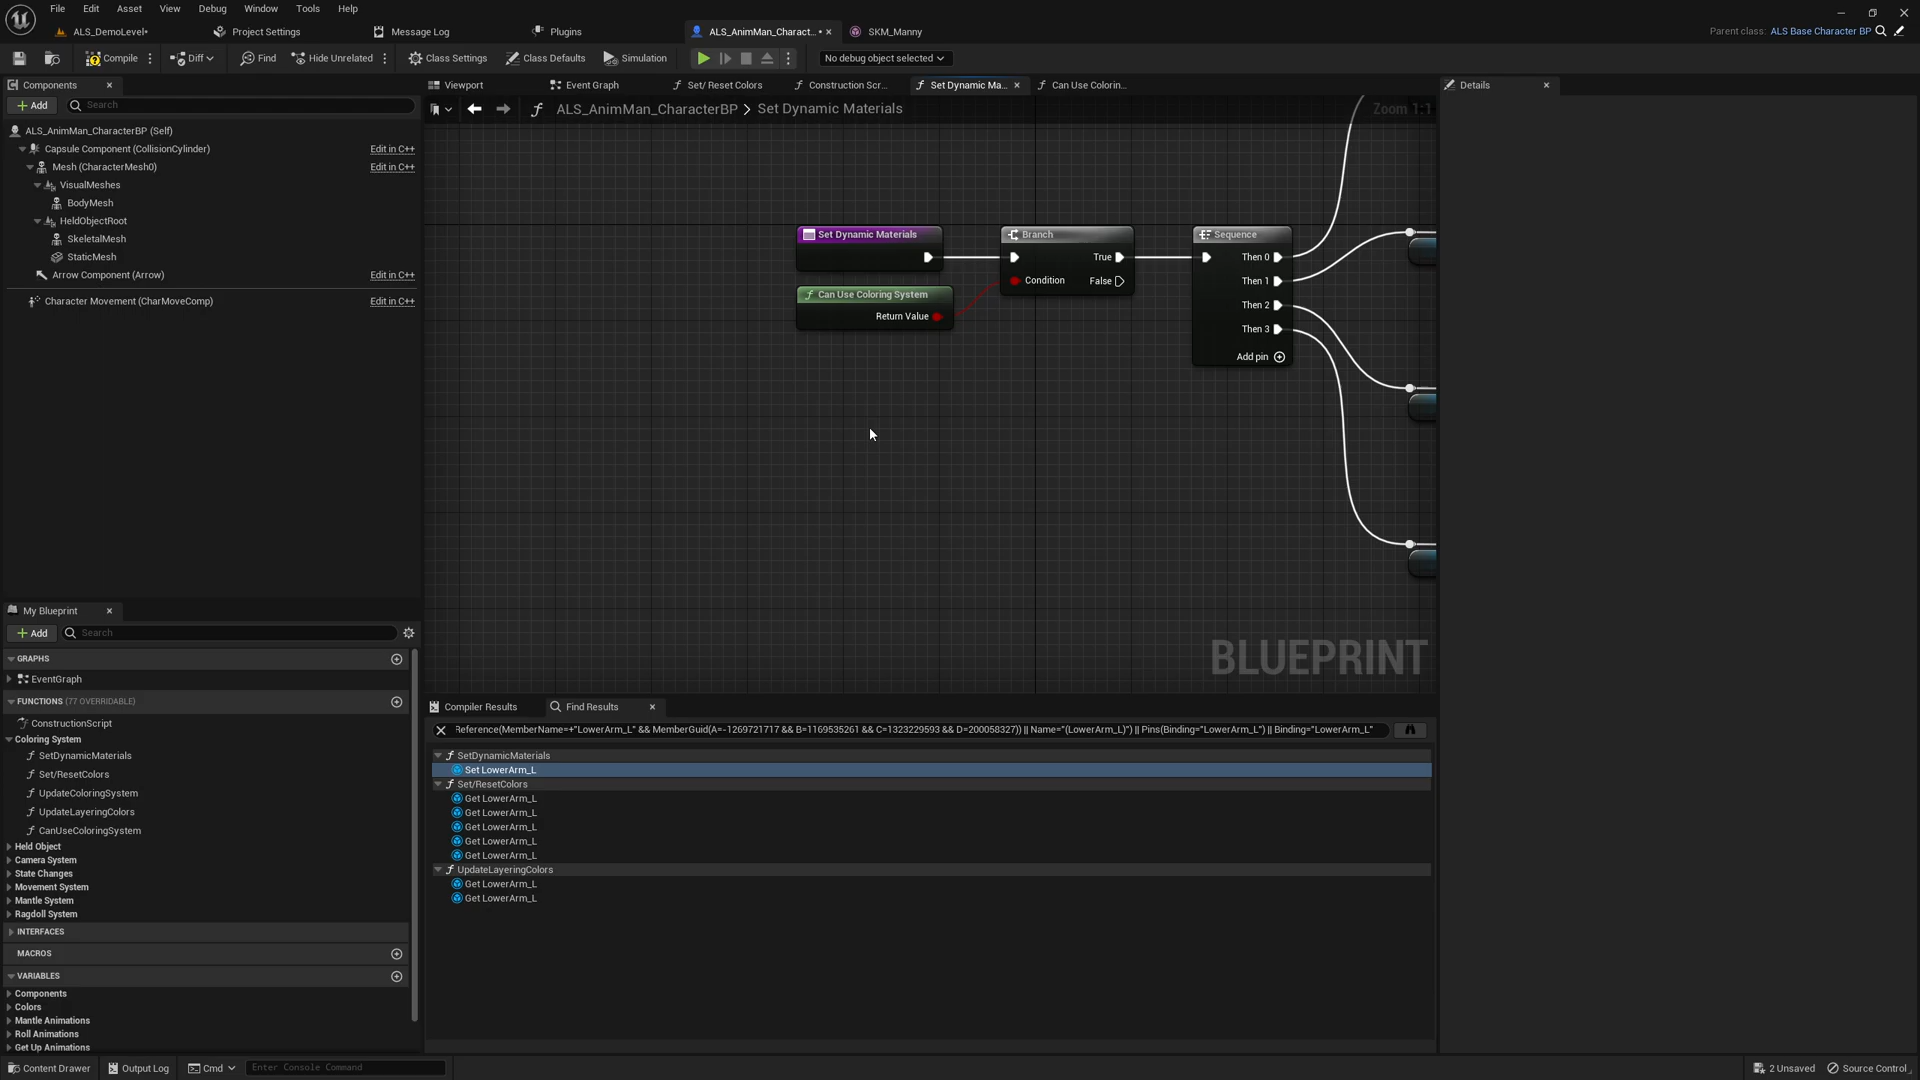 File Edit Asset View Debug Window Tools Help
ALS_DemoLevel* Project Settings Message Log Plugins ALS_AnimMan_Charact... • SKM_Manny
Parent class: ALS Base Character BP
Compile Diff Find Hide Unrelated Class Settings Class Defaults Simulation No debug object selected
Components Viewport Event Graph Set/ Reset Colors Construction Scr... Set Dynamic Ma... Can Use Colorin... Details
Add Search
ALS_AnimMan_CharacterBP > Set Dynamic Materials Zoom 1:1
ALS_AnimMan_CharacterBP (Self)
Capsule Component (CollisionCylinder) Edit in C++
Mesh (CharacterMesh0) Edit in C++
VisualMeshes
BodyMesh
HeldObjectRoot
SkeletalMesh
StaticMesh
Arrow Component (Arrow) Edit in C++
Character Movement (CharMoveComp) Edit in C++
Set Dynamic Materials
Can Use Coloring System
Return Value
Branch
True
Condition False
Sequence
Then 0
Then 1
Then 2
Then 3
Add pin
BLUEPRINT
My Blueprint
Add Search
GRAPHS
EventGraph
FUNCTIONS (77 OVERRIDABLE)
ConstructionScript
Coloring System
SetDynamicMaterials
Set/ResetColors
UpdateColoringSystem
UpdateLayeringColors
CanUseColoringSystem
Held Object
Camera System
State Changes
Movement System
Mantle System
Ragdoll System
INTERFACES
MACROS
VARIABLES
Components
Colors
Mantle Animations
Roll Animations
Get Up Animations
Compiler Results Find Results
Reference(MemberName=+"LowerArm_L" && MemberGuid(A=-1269721717 && B=1169535261 && C=1323229593 && D=200058327)) || Name="(LowerArm_L)") || Pins(Binding="LowerArm_L") || Binding="LowerArm_L"
SetDynamicMaterials
Set LowerArm_L
Set/ResetColors
Get LowerArm_L
Get LowerArm_L
Get LowerArm_L
Get LowerArm_L
Get LowerArm_L
UpdateLayeringColors
Get LowerArm_L
Get LowerArm_L
Content Drawer Output Log Cmd Enter Console Command 2 Unsaved Source Control